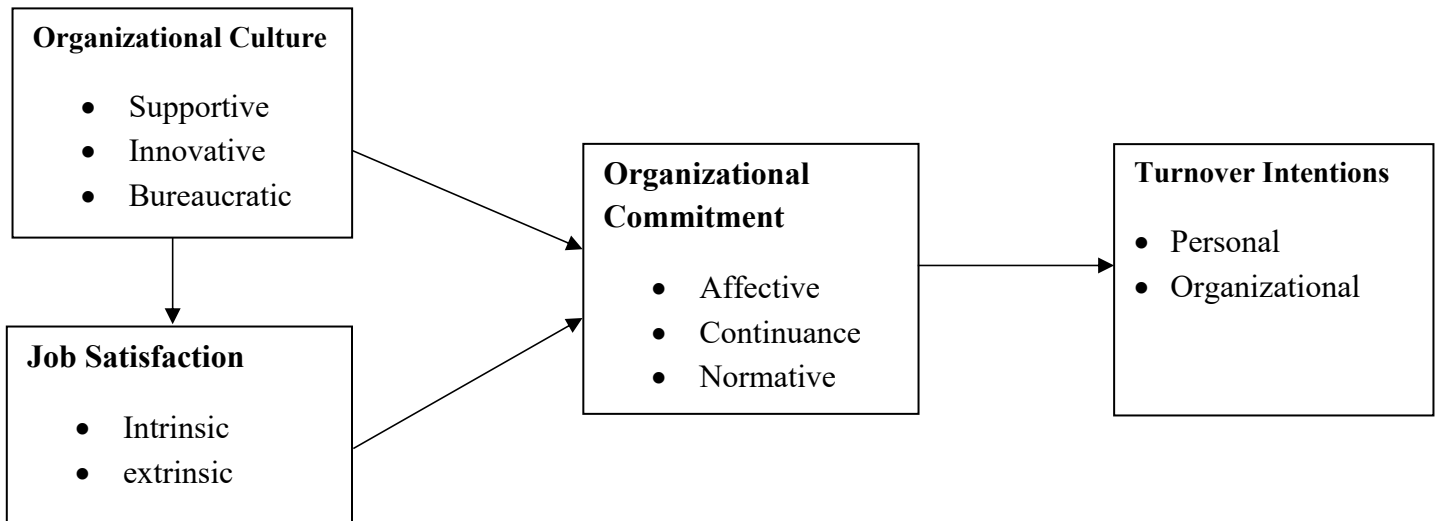 Organizational Culture
• Supportive
• Innovative
• Bureaucratic
Job Satisfaction
• Intrinsic
• extrinsic
Organizational
Commitment
• Affective
• Continuance
• Normative
Turnover Intentions
• Personal
• Organizational